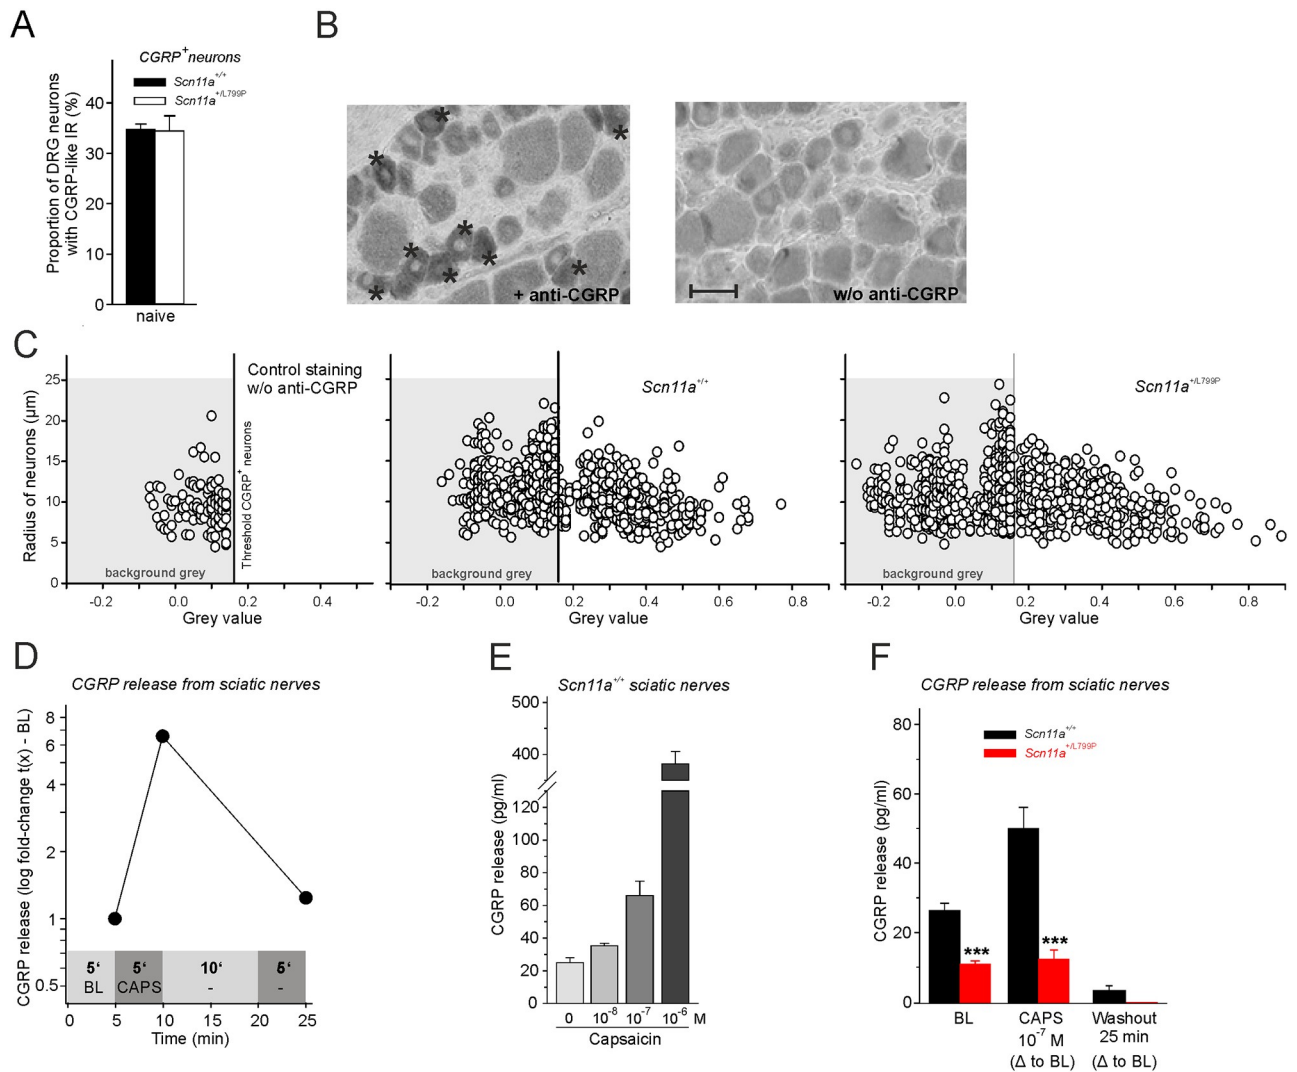 A
CGRP+neurons
Scn11a+/+
Scn11a+/L799P
Proportion of DRG neurons
with CGRP-like IR (%)
40
30
20
10
0
naive
B
*
*
*
*
*
*
*
*
*
+ anti-CGRP
w/o anti-CGRP
C
Radius of neurons (µm)
25
20
15
10
5
0
Control staining
w/o anti-CGRP
Threshold CGRP+ neurons
background grey
-0.2 0.0 0.2 0.4
Grey value
Scn11a+/+
background grey
-0.2 0.0 0.2 0.4 0.6 0.8
Grey value
Scn11a+/L799P
background grey
-0.2 0.0 0.2 0.4 0.6 0.8
Grey value
D
CGRP release from sciatic nerves
CGRP release (log fold-change t(x) - BL)
8
6
4
2
1
0.5
5‘ 5‘ 10‘ 5‘
BL CAPS - -
0 5 10 15 20 25
Time (min)
E
Scn11a+/+ sciatic nerves
CGRP release (pg/ml)
500
400
120
100
80
60
40
20
0
0 10-8 10-7 10-6 M
Capsaicin
F
CGRP release from sciatic nerves
Scn11a+/+
Scn11a+/L799P
CGRP release (pg/ml)
80
60
40
20
0
***
***
BL CAPS Washout
10-7 M 25 min
(Δ to BL) (Δ to BL)